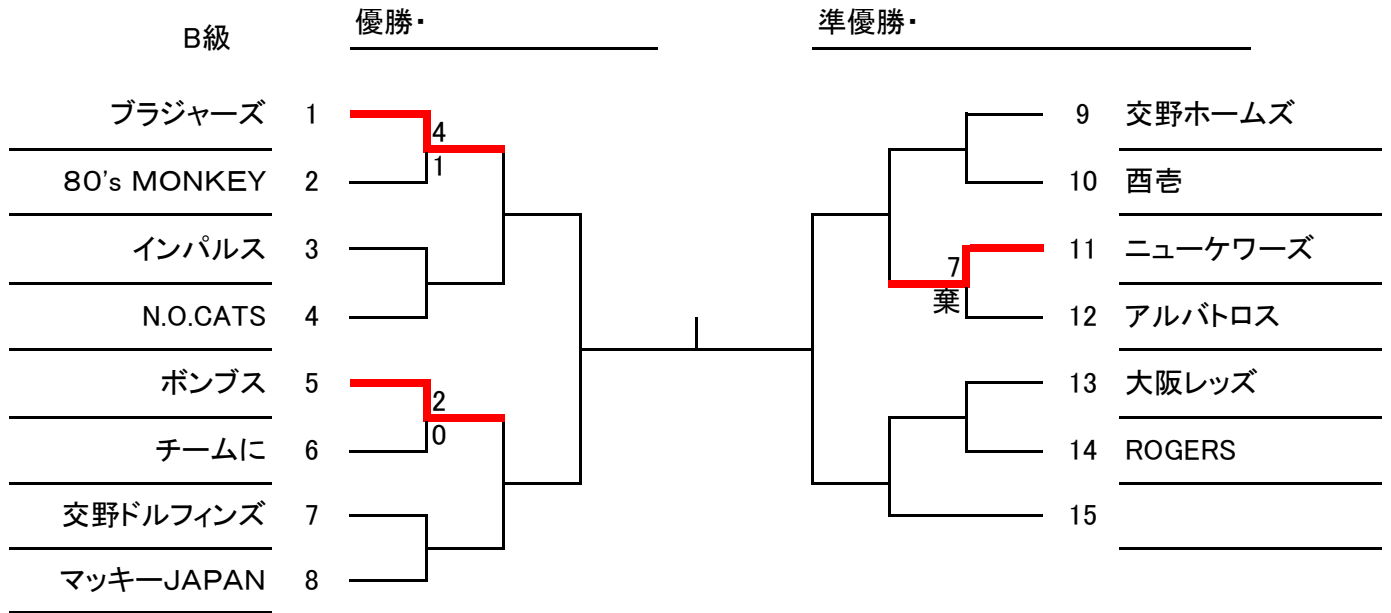 B級
優勝・
準優勝・
ブラジャーズ 1
4
1
80's MONKEY 2
インパルス 3
N.O.CATS 4
ボンブス 5
2
0
チームに 6
交野ドルフィンズ 7
マッキーJAPAN 8
9 交野ホームズ
10 酉壱
11 ニューケワーズ
7
棄
12 アルバトロス
13 大阪レッズ
14 ROGERS
15